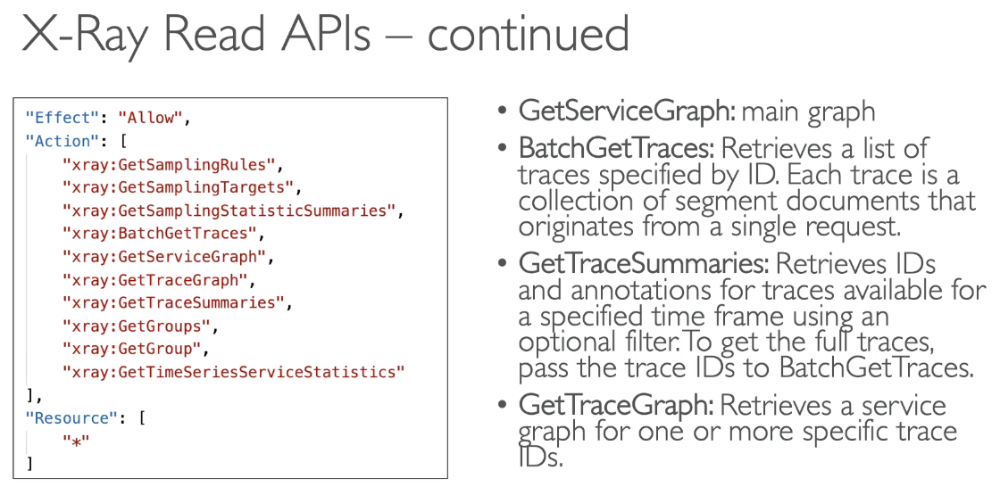 X-Ray Read APIs – continued
"Effect": "Allow",
"Action": [
"xray:GetSamplingRules",
"xray:GetSamplingTargets",
"xray:GetSamplingStatisticSummaries",
"xray:BatchGetTraces",
"xray:GetServiceGraph",
"xray:GetTraceGraph",
"xray:GetTraceSummaries",
"xray:GetGroups",
"xray:GetGroup",
"xray:GetTimeSeriesServiceStatistics"
],
"Resource": [
"*"
]
• GetServiceGraph: main graph
• BatchGetTraces: Retrieves a list of
traces specified by ID. Each trace is a
collection of segment documents that
originates from a single request.
• GetTraceSummaries: Retrieves IDs
and annotations for traces available for
a specified time frame using an
optional filter. To get the full traces,
pass the trace IDs to BatchGetTraces.
• GetTraceGraph: Retrieves a service
graph for one or more specific trace
IDs.